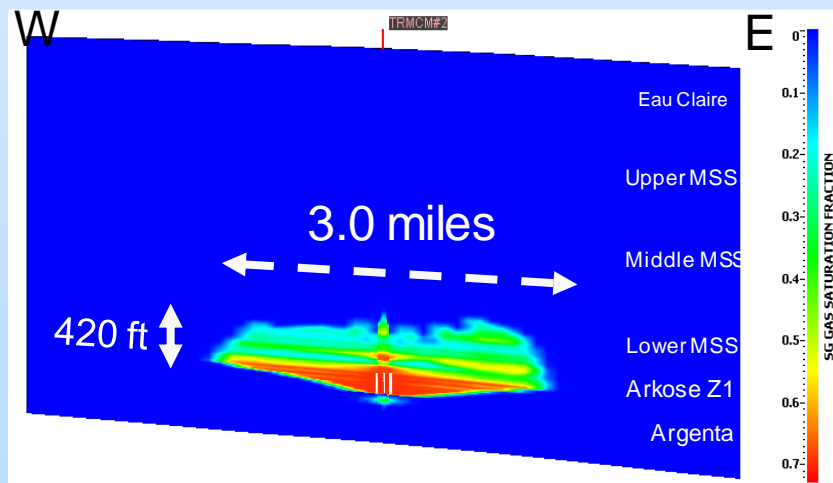 W
TRMCM#2
E
Eau Claire
Upper MSS
3.0 miles
Middle MSS
420 ft
Lower MSS
Arkose Z1
Argenta
0
0.1
0.2
0.3
0.4
0.5
0.6
0.7
SG GAS SATURATION FRACTION